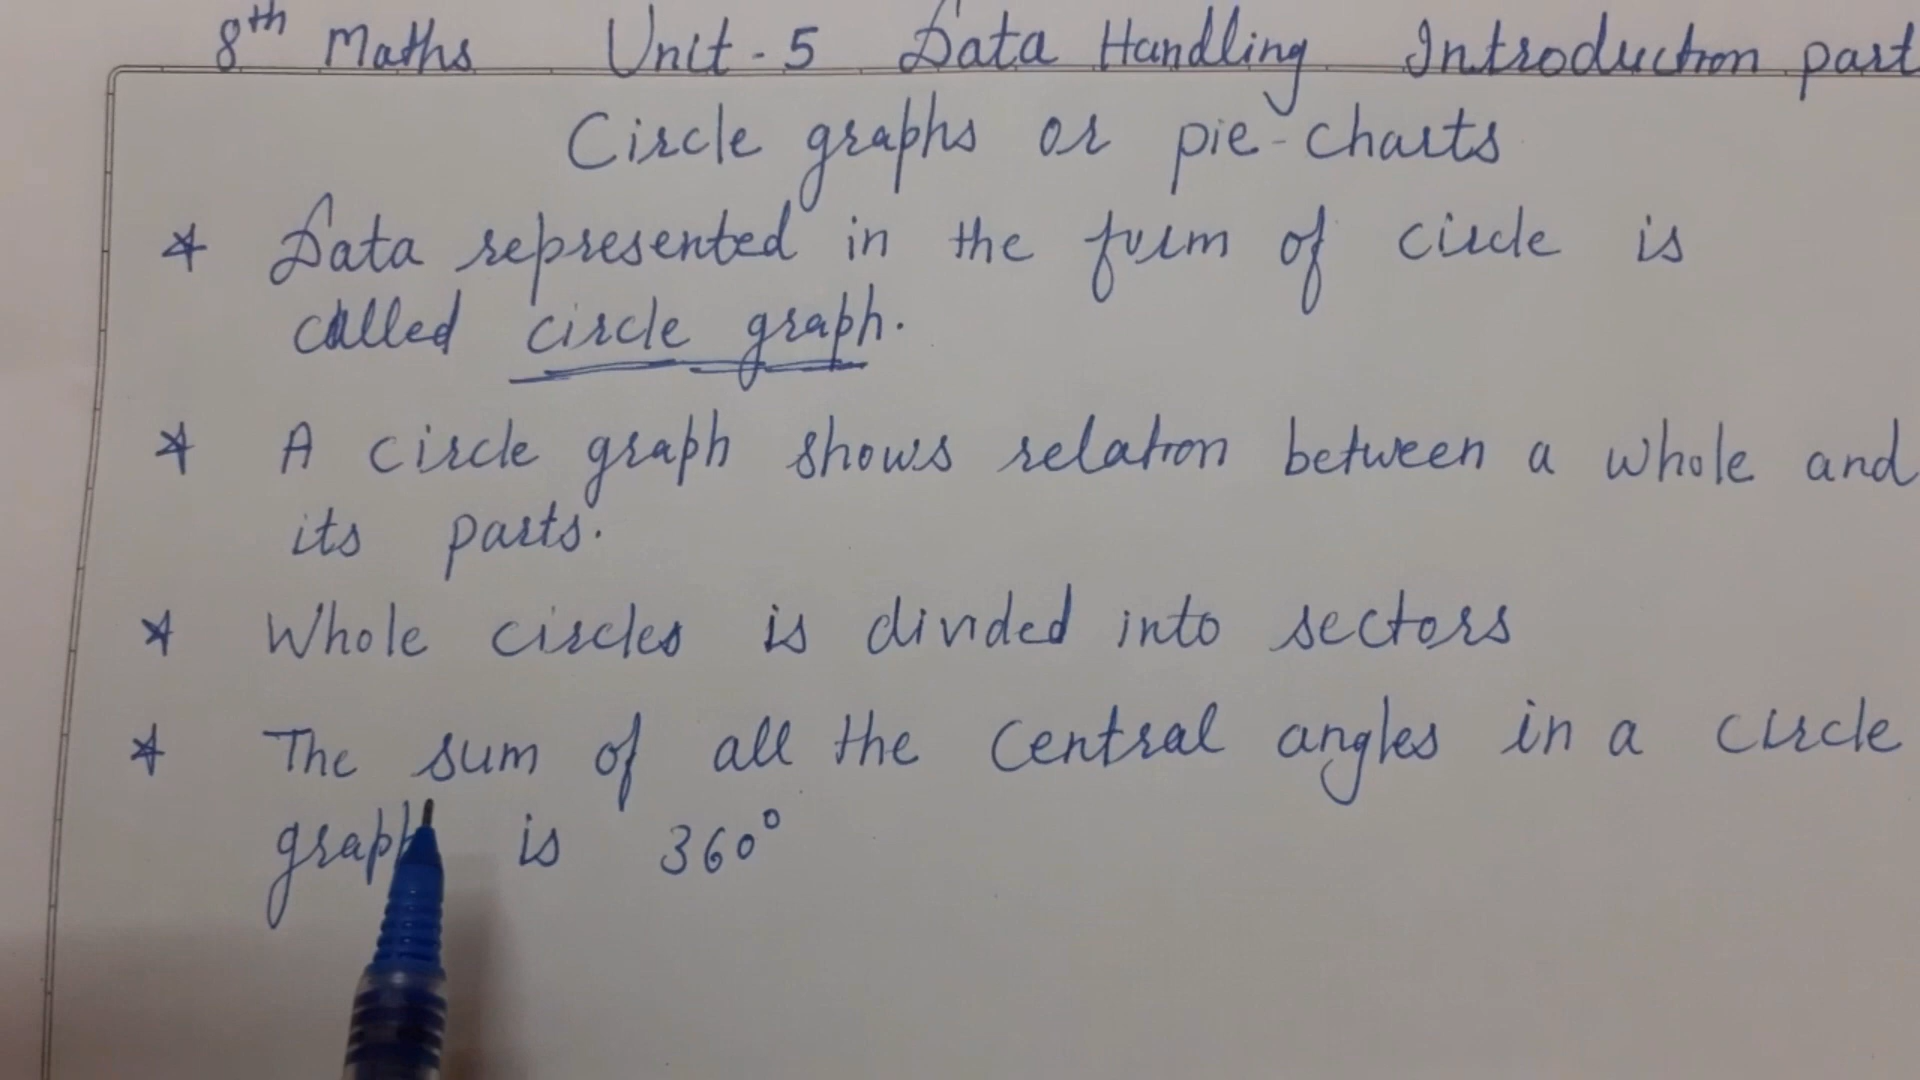 8th Maths Unit - 5 Data Handling Introduction part
Circle graphs or pie-charts
* Data represented in the form of circle is
called circle graph.
* A circle graph shows relation between a whole and
its parts.
* Whole circles is divided into sectors
* The sum of all the central angles in a circle
graph is 360°